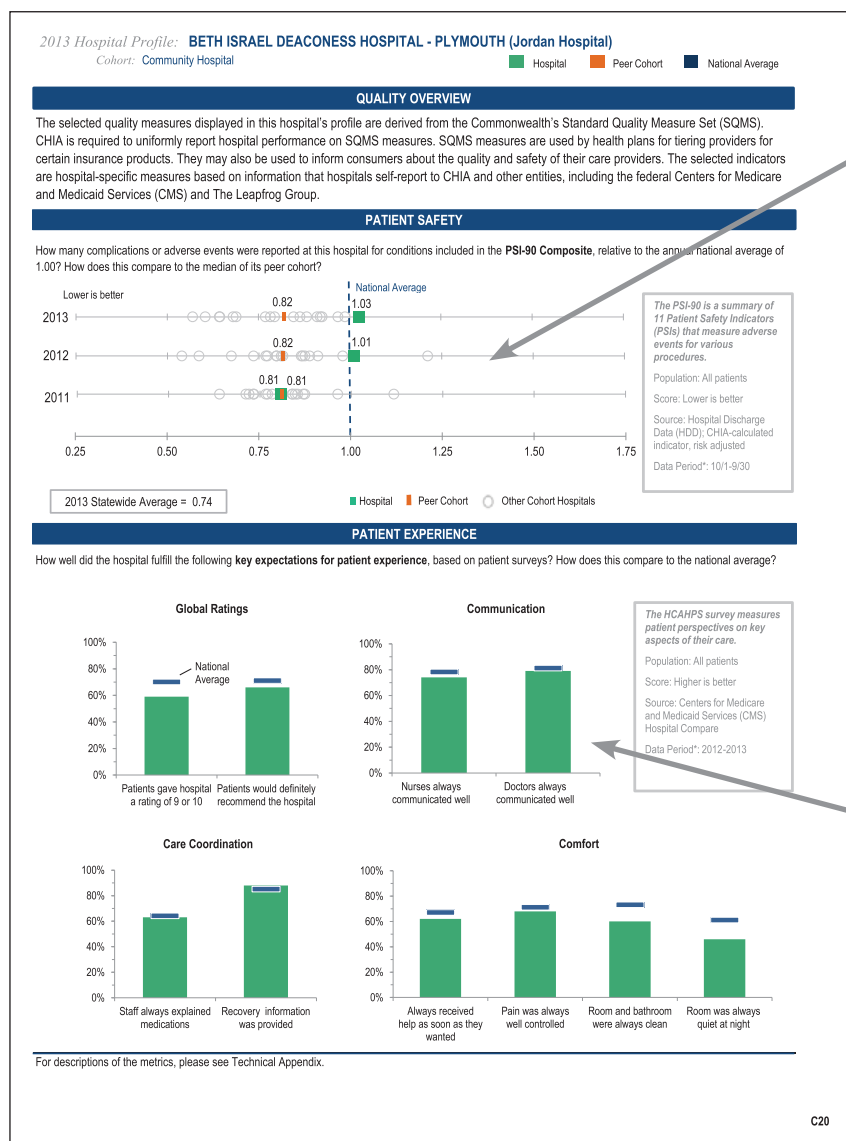 2013 Hospital Profile: BETH ISRAEL DEACONESS HOSPITAL - PLYMOUTH (Jordan Hospital)
Cohort: Community Hospital
Hospital Peer Cohort National Average
QUALITY OVERVIEW
The selected quality measures displayed in this hospital's profile are derived from the Commonwealth's Standard Quality Measure Set (SQMS).
CHIA is required to uniformly report hospital performance on SQMS measures. SQMS measures are used by health plans for tiering providers for
certain insurance products. They may also be used to inform consumers about the quality and safety of their care providers. The selected indicators
are hospital-specific measures based on information that hospitals self-report to CHIA and other entities, including the federal Centers for Medicare
and Medicaid Services (CMS) and The Leapfrog Group.
PATIENT SAFETY
How many complications or adverse events were reported at this hospital for conditions included in the PSI-90 Composite, relative to the annual national average of
1.00? How does this compare to the median of its peer cohort?
Lower is better
National Average
2013
0.82
1.03
2012
0.82
1.01
2011
0.81
0.81
0.25 0.50 0.75 1.00 1.25 1.50 1.75
The PSI-90 is a summary of
11 Patient Safety Indicators
(PSIs) that measure adverse
events for various
procedures.
Population: All patients
Score: Lower is better
Source: Hospital Discharge
Data (HDD); CHIA-calculated
indicator, risk adjusted
Data Period*: 10/1-9/30
2013 Statewide Average = 0.74
Hospital Peer Cohort Other Cohort Hospitals
PATIENT EXPERIENCE
How well did the hospital fulfill the following key expectations for patient experience, based on patient surveys? How does this compare to the national average?
Global Ratings
100%
80%
60%
40%
20%
0%
National
Average
Patients gave hospital
a rating of 9 or 10
Patients would definitely
recommend the hospital
Communication
100%
80%
60%
40%
20%
0%
Nurses always
communicated well
Doctors always
communicated well
The HCAHPS survey measures
patient perspectives on key
aspects of their care.
Population: All patients
Score: Higher is better
Source: Centers for Medicare
and Medicaid Services (CMS)
Hospital Compare
Data Period*: 2012-2013
Care Coordination
100%
80%
60%
40%
20%
0%
Staff always explained
medications
Recovery information
was provided
Comfort
100%
80%
60%
40%
20%
0%
Always received
help as soon as they
wanted
Pain was always
well controlled
Room and bathroom
were always clean
Room was always
quiet at night
For descriptions of the metrics, please see Technical Appendix.
C20